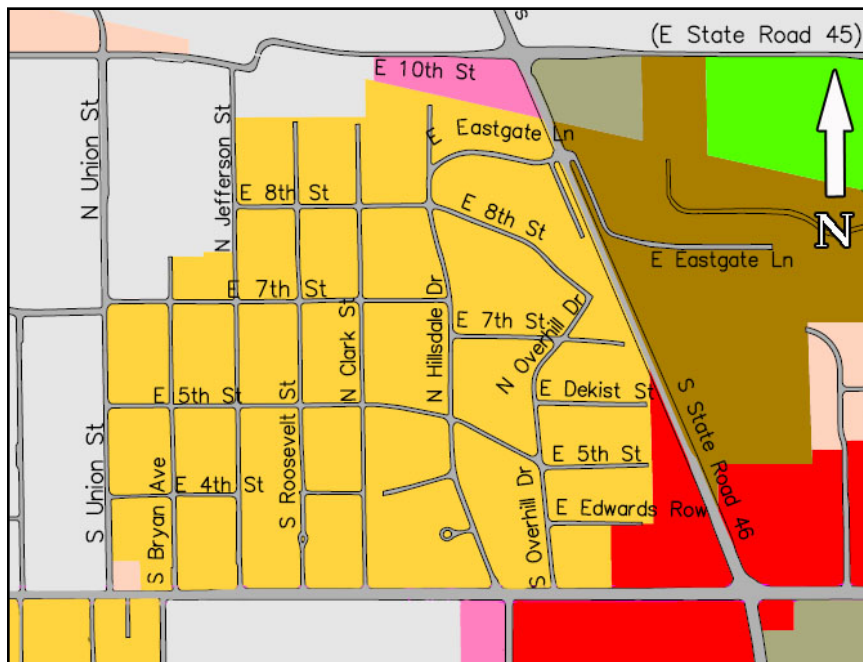 S
(E State Road 45)
E 10th St
N Union St
N Jefferson St
E Eastgate Ln
N
E 8th St
E 8th St
E Eastgate Ln
E 7th St
N Clark St
N Hillsdale Dr
E 7th St
N Overhill Dr
E 5th St
E Dekist St
S Union St
S Bryan Ave
E 4th St
S Roosevelt St
E 5th St
S State Road 46
S Overhill Dr
E Edwards Row